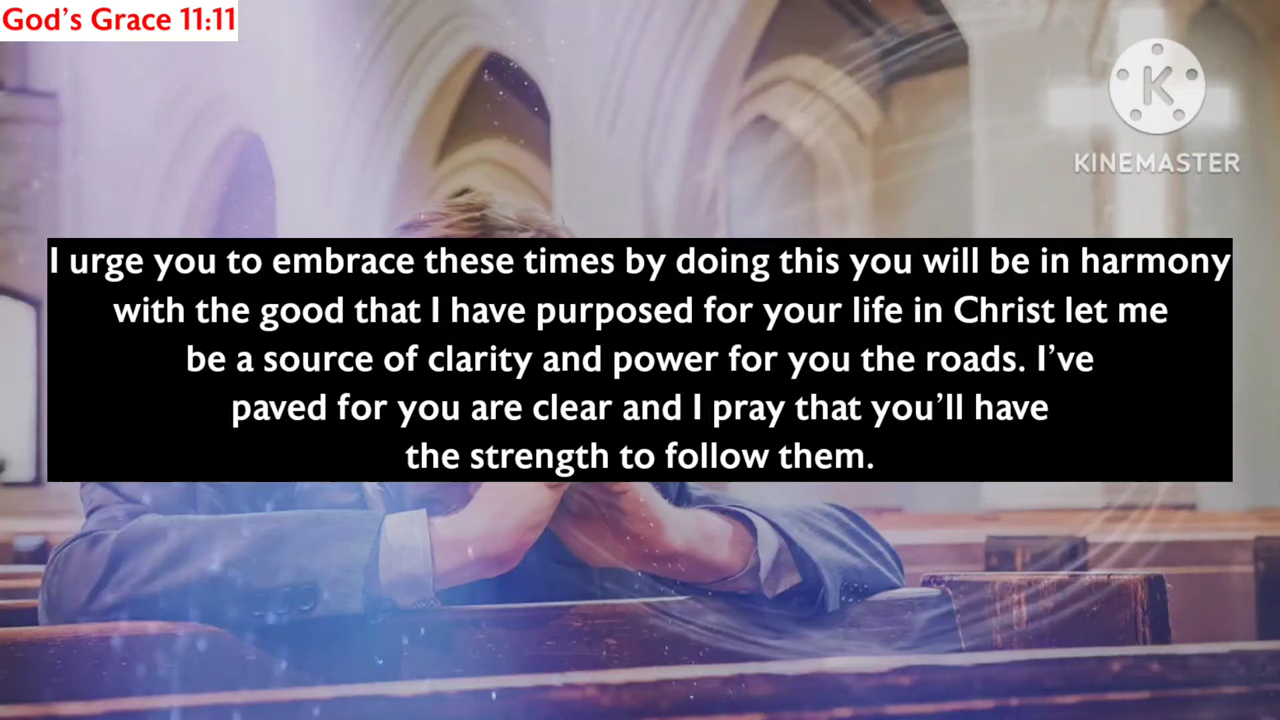 God’s Grace 11:11
KINEMASTER
I urge you to embrace these times by doing this you will be in harmony
with the good that I have purposed for your life in Christ let me
be a source of clarity and power for you the roads. I’ve
paved for you are clear and I pray that you’ll have
the strength to follow them.